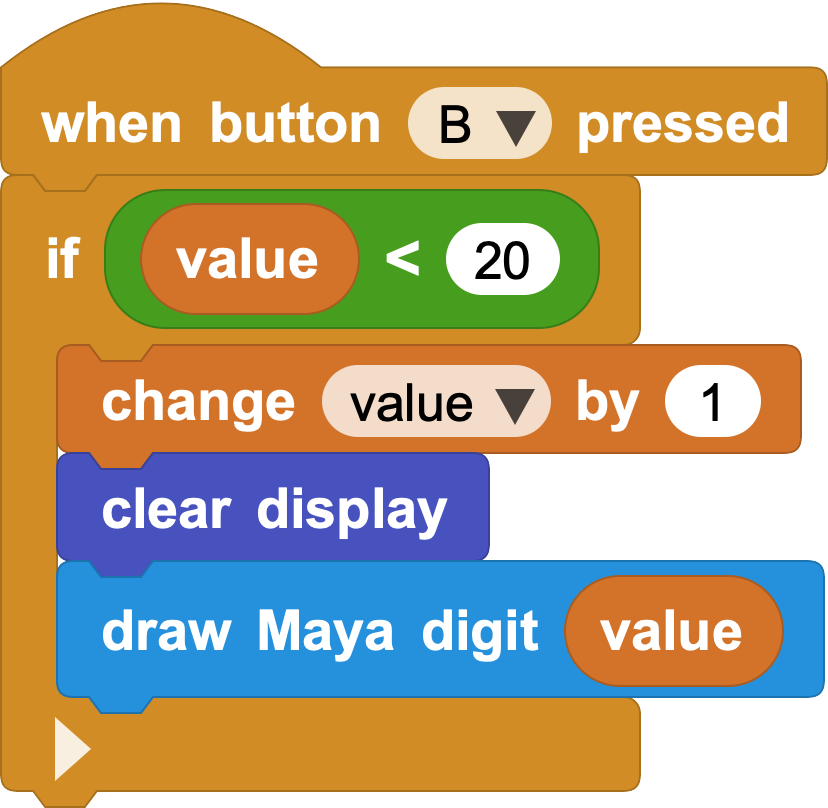 when button B pressed
if value < 20
change value by 1
clear display
draw Maya digit value